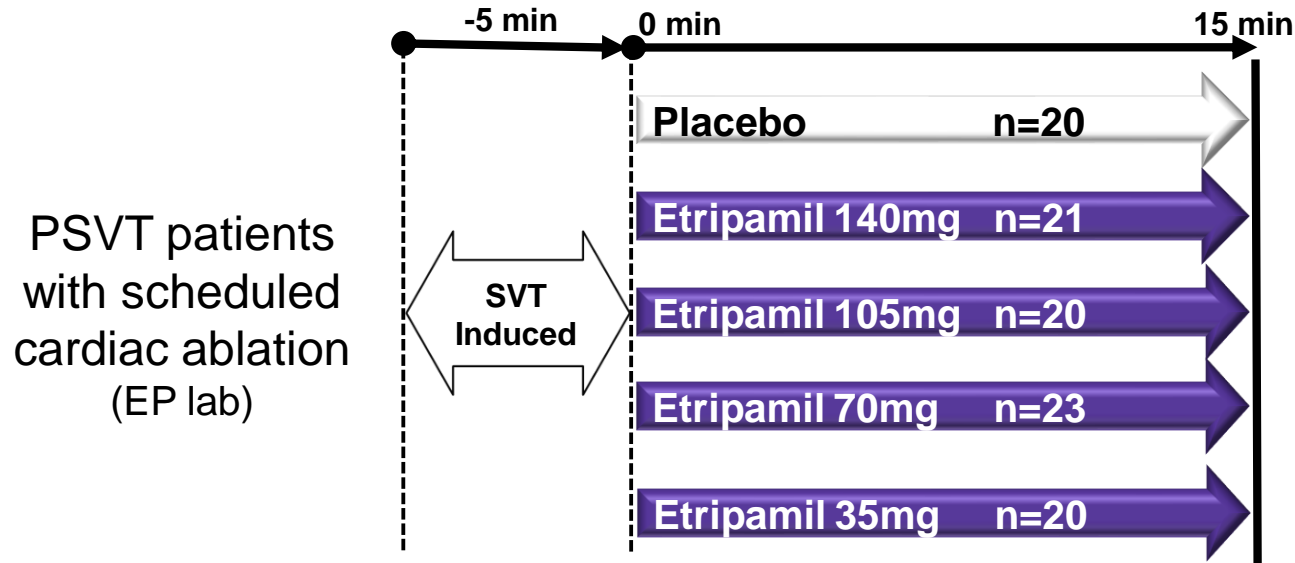 -5 min
0 min
15 min
PSVT patients
with scheduled
cardiac ablation
(EP lab)
SVT
Induced
Placebo n=20
Etripamil 140mg n=21
Etripamil 105mg n=20
Etripamil 70mg n=23
Etripamil 35mg n=20